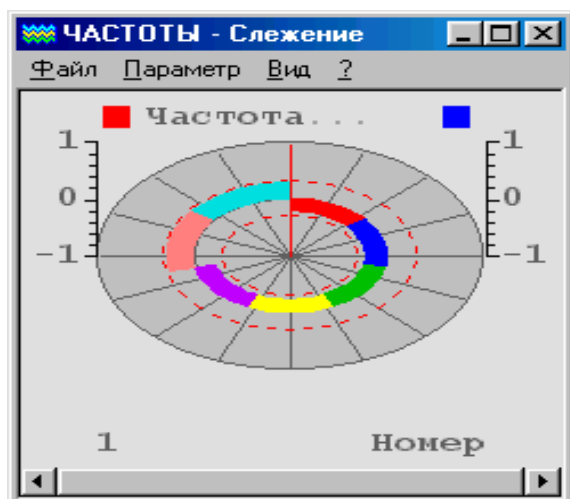 ЧАСТОТЫ - Слежение
Файл Параметр Вид ?
Частота...
1 1
0 0
-1 -1
1 Номер